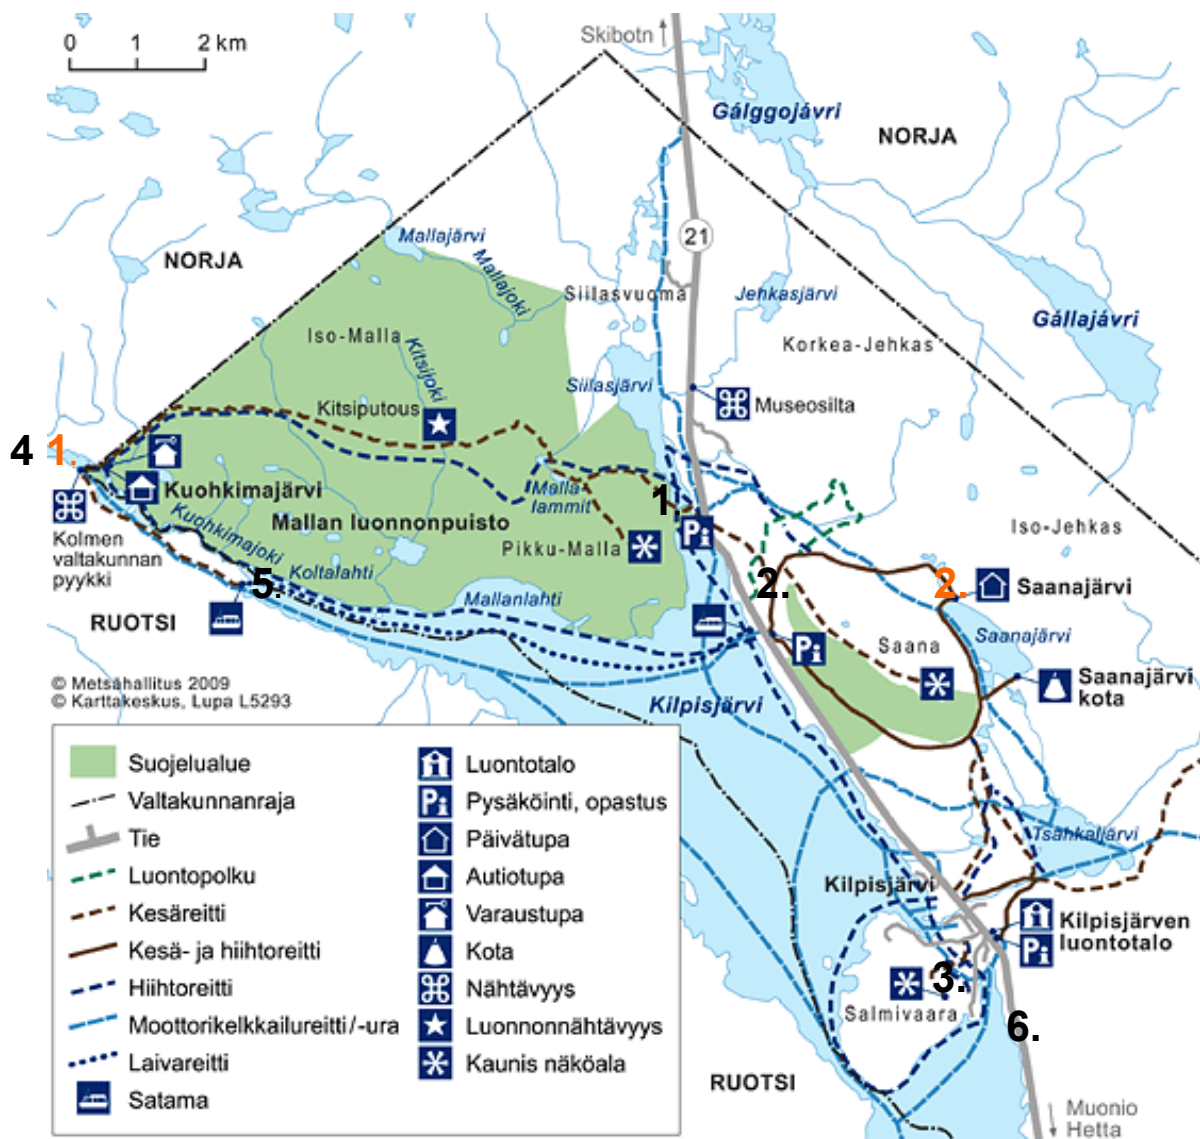 Skibotn
0 1 2 km
Gálggojávri
NORJA
21
Mallajärvi
NORJA
Mallajoki
Siilasvuoma
Jehkasjärvi
Gállajávri
Iso-Malla
Kitsijoki
Korkea-Jehkas
Siilasjärvi
Kitsiputous
Museosilta
4 1.
Kuohkimajärvi
Malla-
lammit
1.
Mallan luonnonpuisto
Iso-Jehkas
Kuohkimajoki
Kolmen
valtakunnan
pyykki
Pikku-Malla
Koltalahti
5.
2.
2.
Saanajärvi
Mallanlahti
RUOTSI
Saana
Saanajärvi
Saanajärvi
kota
© Metsähallitus 2009
© Karttakeskus, Lupa L5293
Kilpisjärvi
Suojelualue
Valtakunnanraja
Tie
Luontopolku
Kesäreitti
Kesä- ja hiihtoreitti
Hiihtoreitti
Moottorikelkkailureitti/-ura
Laivareitti
Satama
Luontotalo
Pysäköinti, opastus
Päivätupa
Autiotupa
Varaustupa
Kota
Nähtävyys
Luonnonnähtävyys
Kaunis näköala
Tsahkaljärvi
Kilpisjärvi
Kilpisjärven
luontotalo
3.
Salmivaara
6.
RUOTSI
Muonio
Hetta